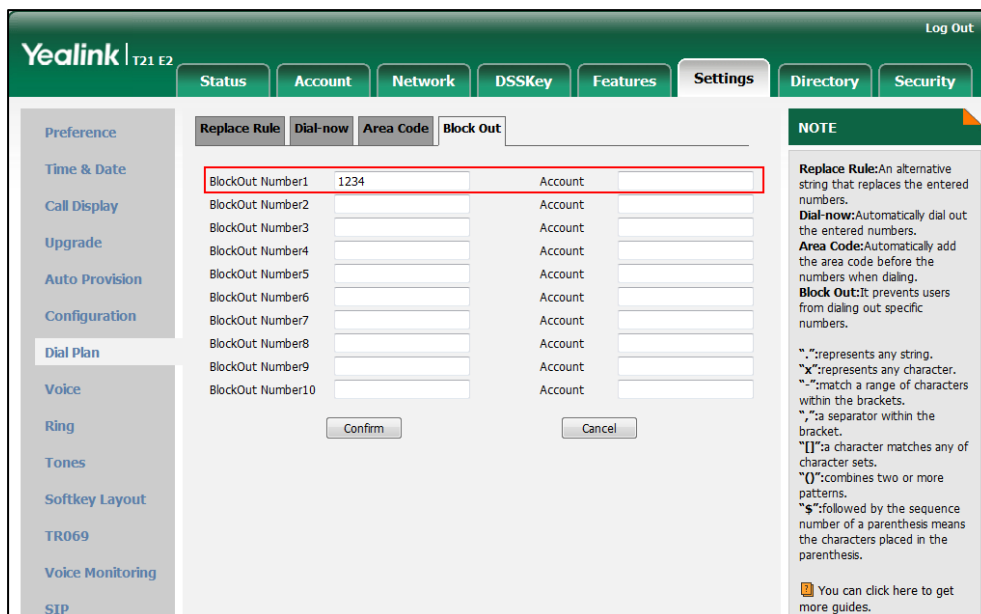 Log Out
Yealink | T21 E2
Status Account Network DSSKey Features Settings Directory Security
Preference
Time & Date
Call Display
Upgrade
Auto Provision
Configuration
Dial Plan
Voice
Ring
Tones
Softkey Layout
TR069
Voice Monitoring
SIP
Replace Rule Dial-now Area Code Block Out
BlockOut Number1 1234 Account
BlockOut Number2 Account
BlockOut Number3 Account
BlockOut Number4 Account
BlockOut Number5 Account
BlockOut Number6 Account
BlockOut Number7 Account
BlockOut Number8 Account
BlockOut Number9 Account
BlockOut Number10 Account
Confirm Cancel
NOTE
Replace Rule:An alternative
string that replaces the entered
numbers.
Dial-now:Automatically dial out
the entered numbers.
Area Code:Automatically add
the area code before the
numbers when dialing.
Block Out:It prevents users
from dialing out specific
numbers.
".":represents any string.
"x":represents any character.
"-":match a range of characters
within the brackets.
",":a separator within the
bracket.
"[]":a character matches any of
character sets.
"()":combines two or more
patterns.
"$":followed by the sequence
number of a parenthesis means
the characters placed in the
parenthesis.
You can click here to get
more guides.